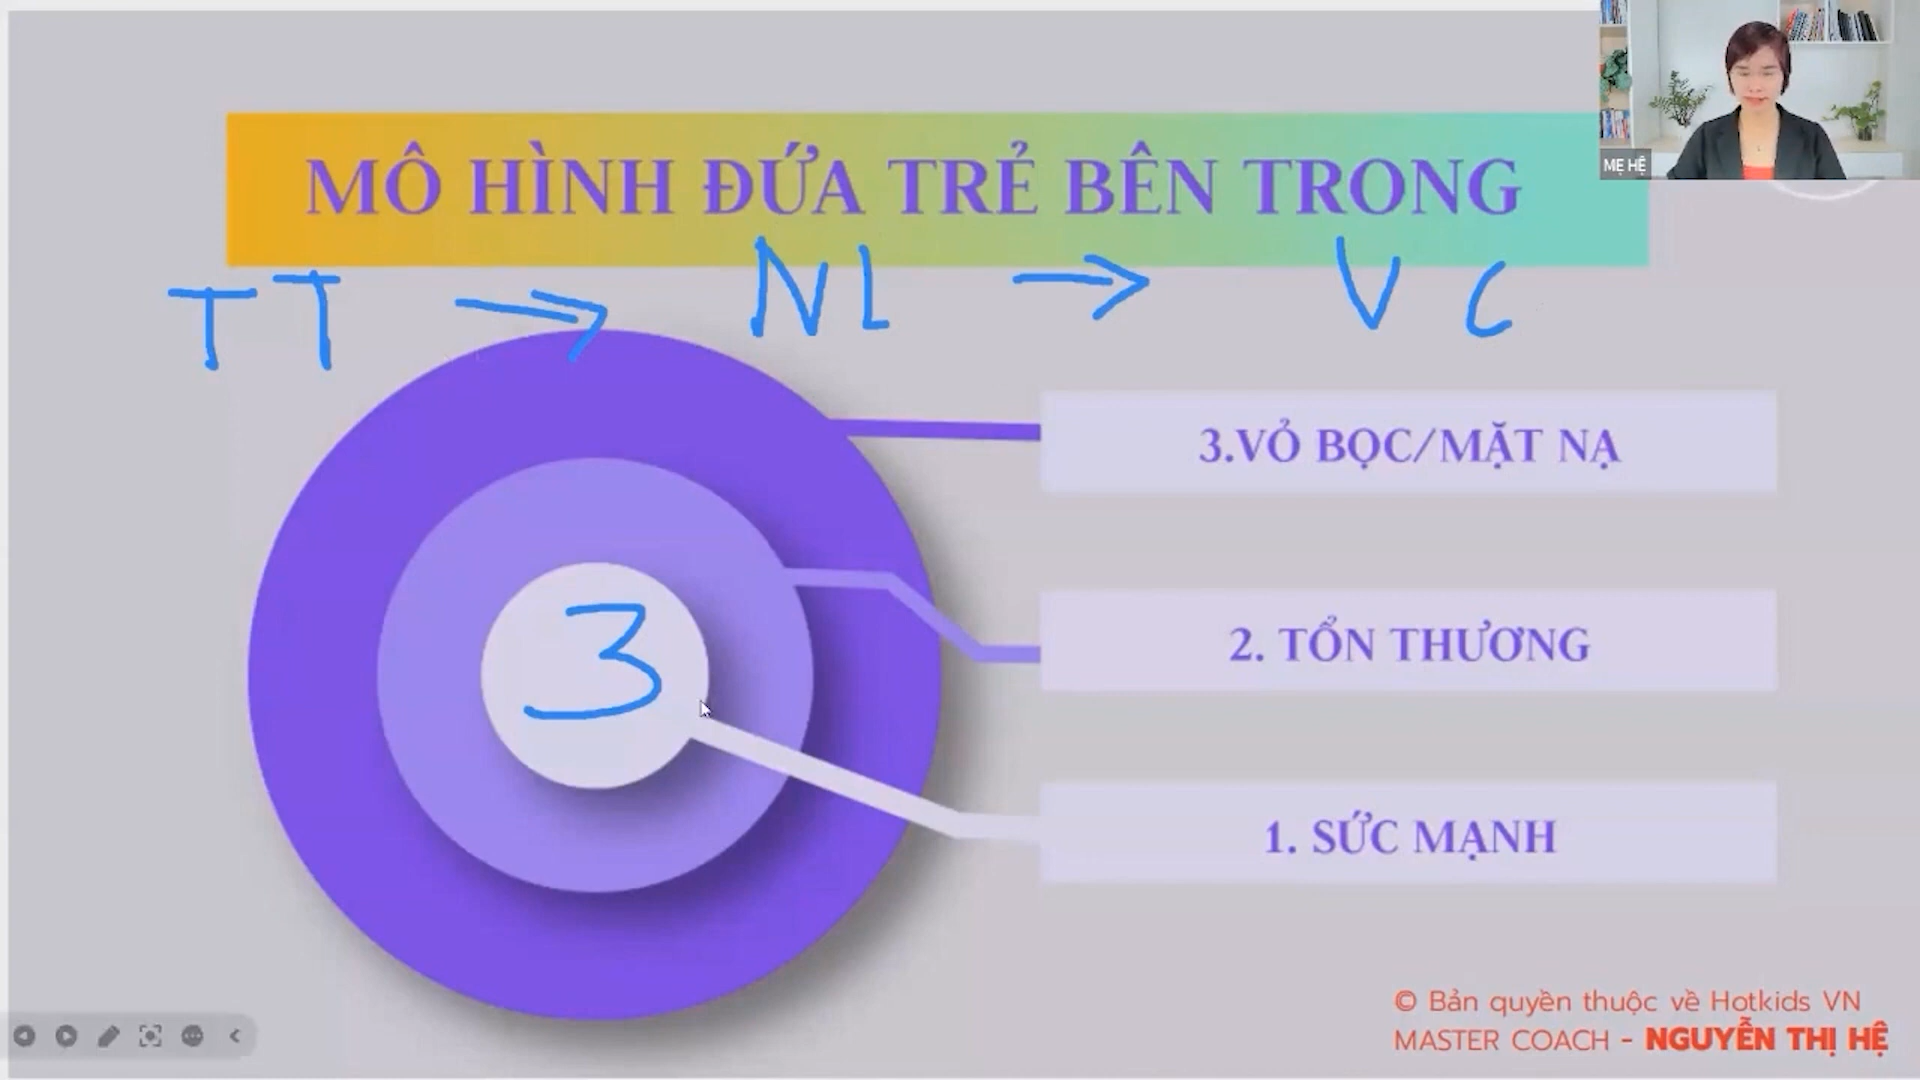 MẸ HỆ
MÔ HÌNH ĐỨA TRẺ BÊN TRONG
TT → NL → VC
3.VỎ BỌC/MẶT NẠ
2. TỔN THƯƠNG
3
1. SỨC MẠNH
© Bản quyền thuộc về Hotkids VN
MASTER COACH - NGUYỄN THỊ HỆ